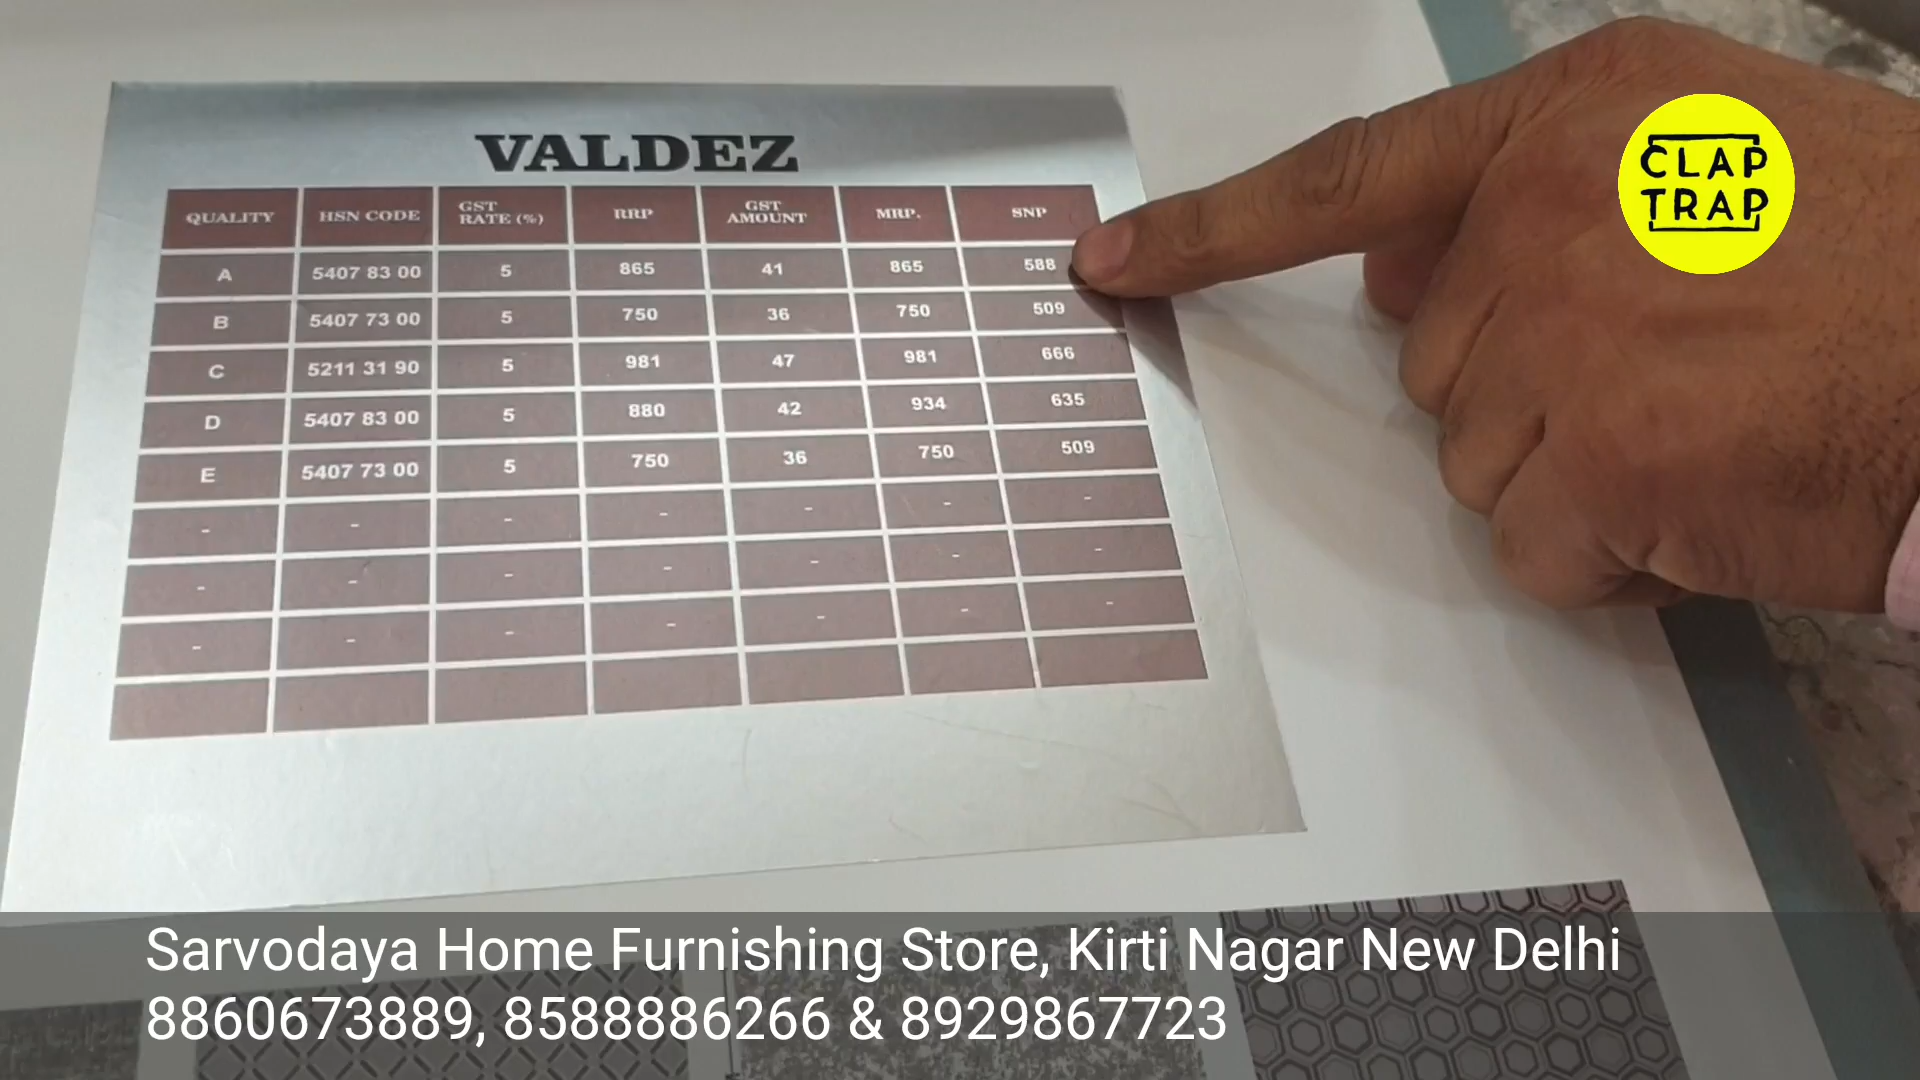 VALDEZ
QUALITY HSN CODE GST RATE (%) RRP GST AMOUNT MRP. SNP
A 5407 83 00 5 865 41 865 588
B 5407 73 00 5 750 36 750 509
C 5211 31 90 5 981 47 981 666
D 5407 83 00 5 880 42 934 635
E 5407 73 00 5 750 36 750 509
- - - - - - -
- - - - - - -
- - - - - - -
CLAP
TRAP
Sarvodaya Home Furnishing Store, Kirti Nagar New Delhi
8860673889, 8588886266 & 8929867723